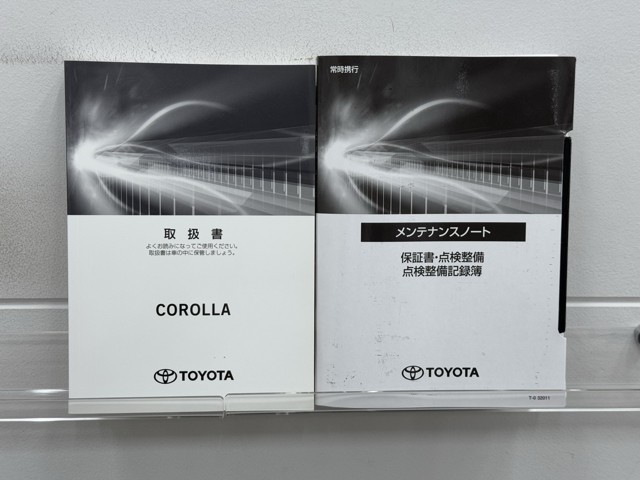 取扱書
よくお読みになってご使用ください。
取扱書は車の中に保管しましょう。
COROLLA
TOYOTA
常時携行
メンテナンスノート
保証書・点検整備
点検整備記録簿
TOYOTA